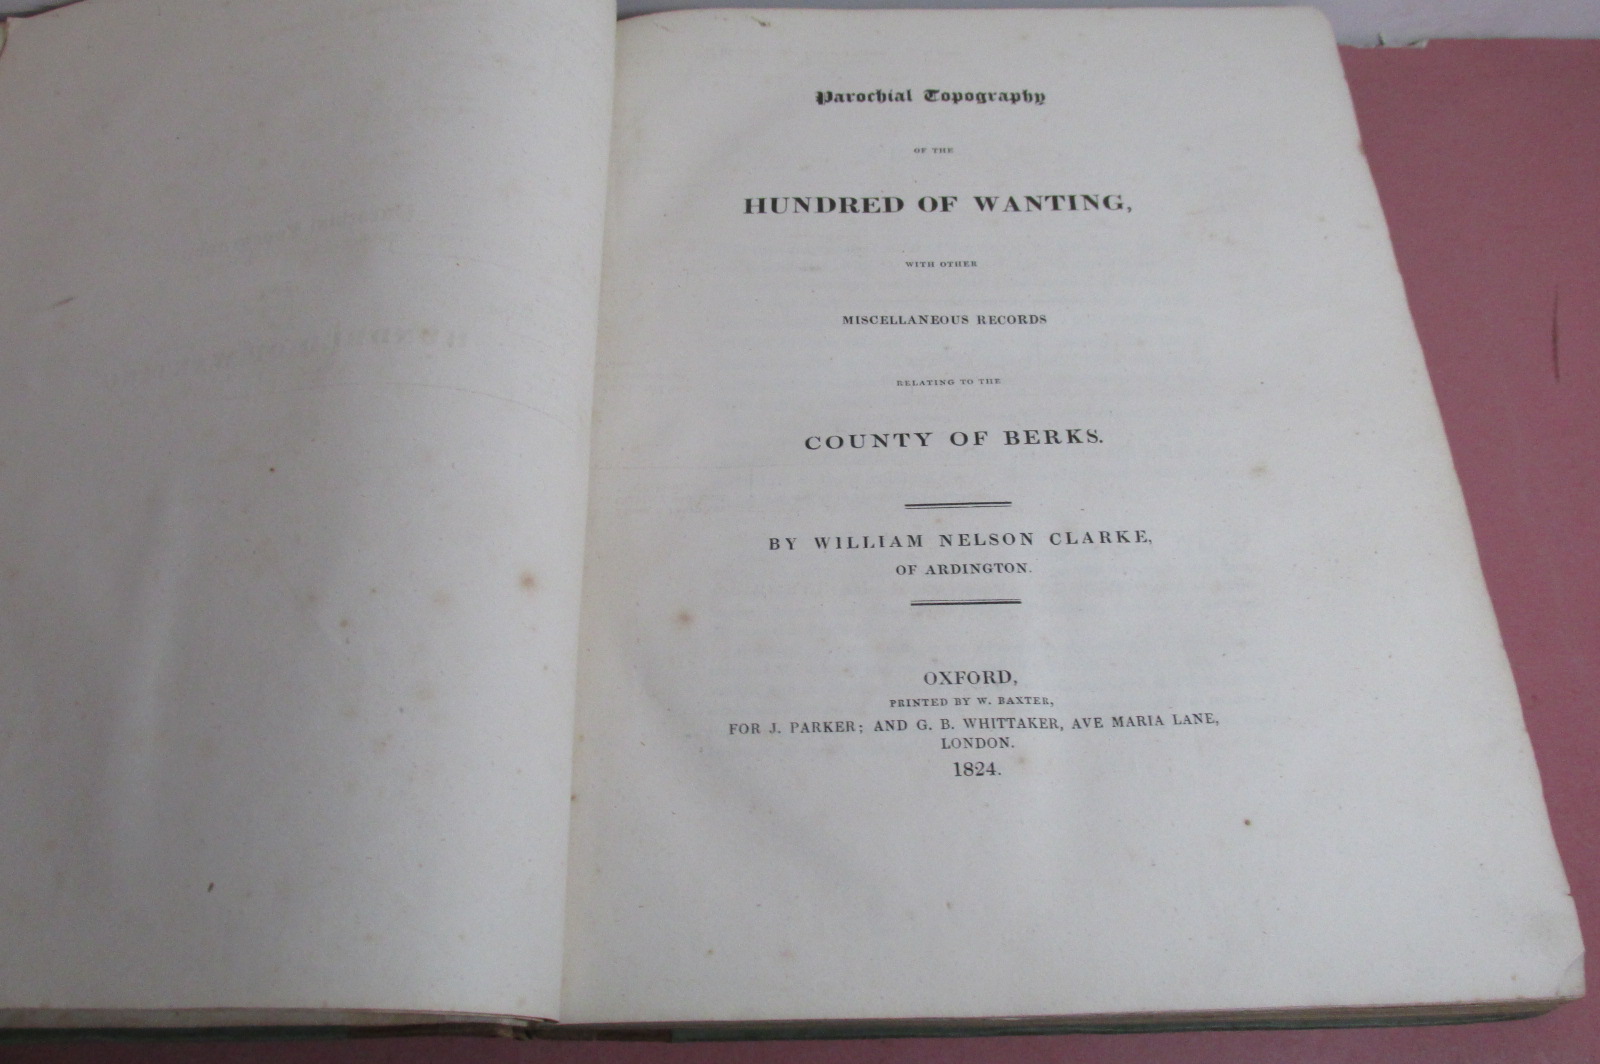 Parochial Topography
OF THE
HUNDRED OF WANTING,
WITH OTHER
MISCELLANEOUS RECORDS
RELATING TO THE
COUNTY OF BERKS.
BY WILLIAM NELSON CLARKE,
OF ARDINGTON.
OXFORD,
PRINTED BY W. BAXTER,
FOR J. PARKER; AND G. B. WHITTAKER, AVE MARIA LANE,
LONDON.
1824.